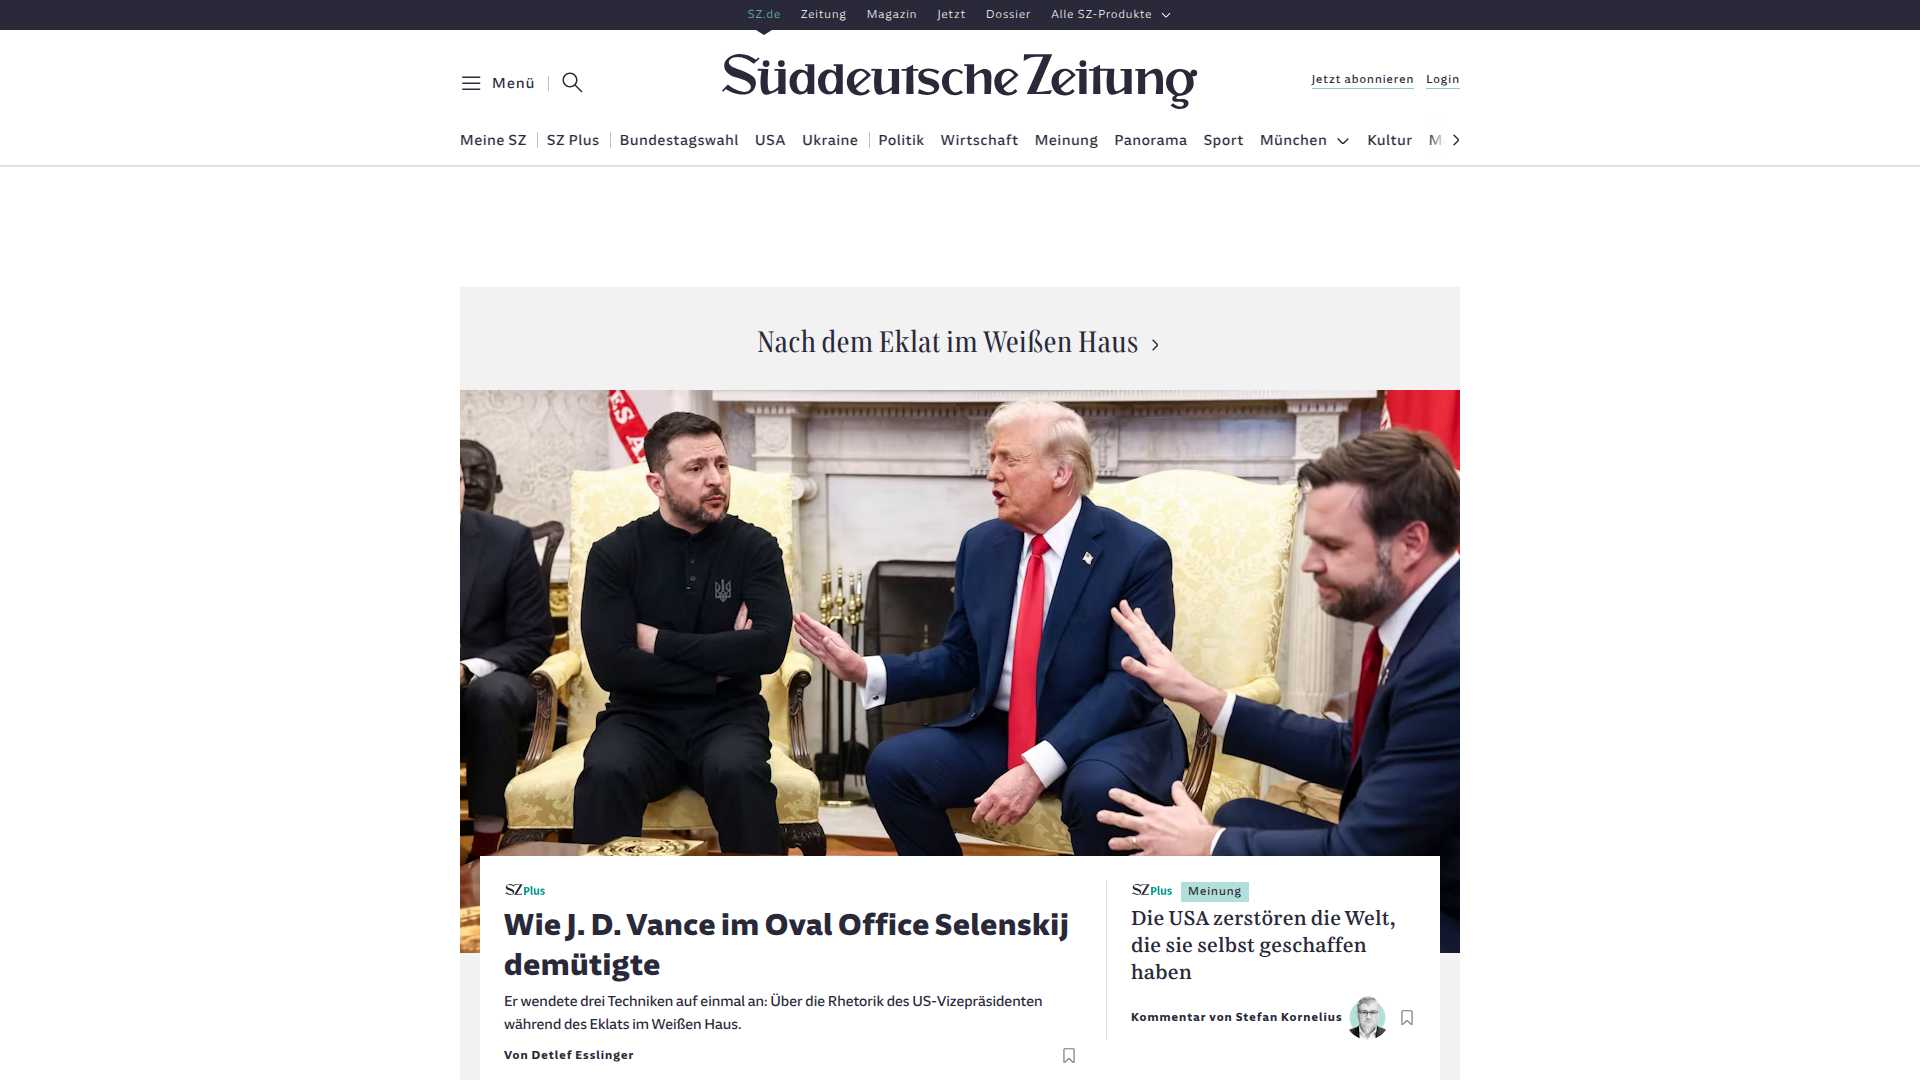 SZ.de Zeitung Magazin Jetzt Dossier Alle SZ-Produkte
Menü
Süddeutsche Zeitung
Jetzt abonnieren Login
Meine SZ SZ Plus Bundestagswahl USA Ukraine Politik Wirtschaft Meinung Panorama Sport München Kultur M
Nach dem Eklat im Weißen Haus
ES A
SZ Plus
Wie J. D. Vance im Oval Office Selenskij
demütigte
Er wendete drei Techniken auf einmal an: Über die Rhetorik des US-Vizepräsidenten
während des Eklats im Weißen Haus.
Von Detlef Esslinger
SZ Plus Meinung
Die USA zerstören die Welt,
die sie selbst geschaffen
haben
Kommentar von Stefan Kornelius